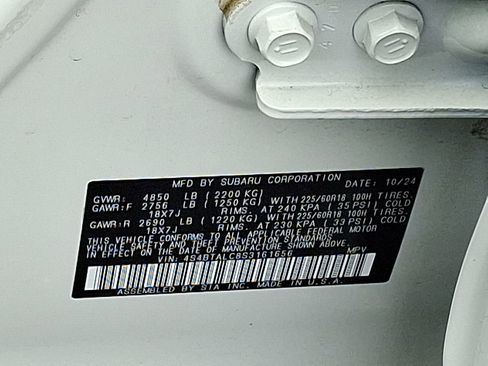 MFD BY SUBARU CORPORATION DATE: 10/24
GVWR: 4850 LB (2200 KG)
GAWR:F 2756 LB (1250 KG) WITH 225/60R18 100H TIRES.
18X7J RIMS. AT 240 KPA (35 PSI) COLD
GAWR:R 2690 LB (1220 KG) WITH 225/60R18 100H TIRES.
18X7J RIMS. AT 230 KPA (33 PSI) COLD
THIS VEHICLE CONFORMS TO ALL APPLICABLE FEDERAL MOTOR
VEHICLE SAFETY, BUMPER, AND THEFT PREVENTION STANDARDS
IN EFFECT ON THE DATE OF MANUFACTURE SHOWN ABOVE.
VIN: 4S4BTALC8S3161656 MPV
ASSEMBLED BY SIA INC. MADE IN U.S.A.